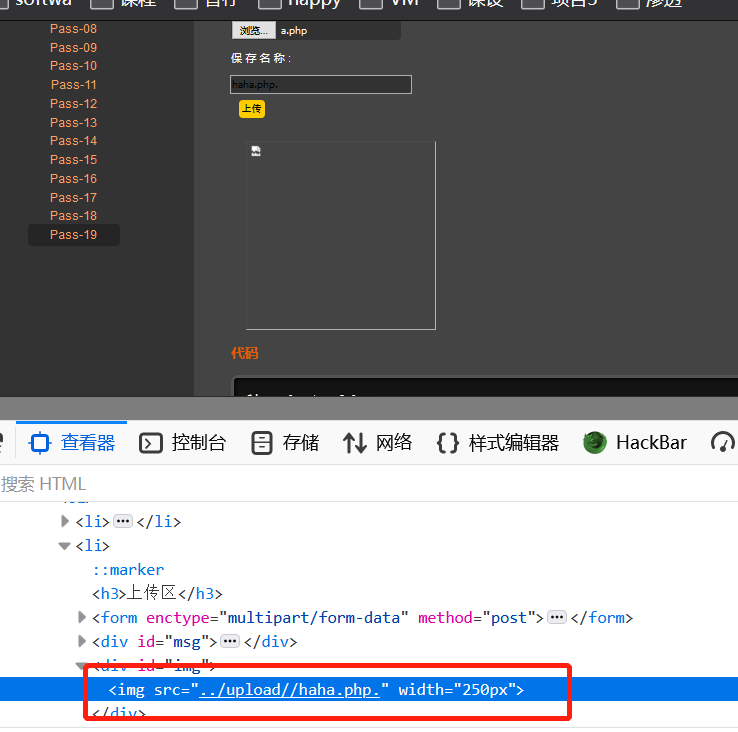 softwa 课程 happy VM 课设 项目3 渗透
Pass-08
Pass-09
Pass-10
Pass-11
Pass-12
Pass-13
Pass-14
Pass-15
Pass-16
Pass-17
Pass-18
Pass-19
浏览... a.php
保存名称:
haha.php.
上传
代码
查看器 控制台 存储 网络 样式编辑器 HackBar
搜索 HTML
<li> ••• </li>
<li>
::marker
<h3>上传区</h3>
<form enctype="multipart/form-data" method="post"> ••• </form>
<div id="msg"> ••• </div>
<div id="img">
<img src="../upload//haha.php." width="250px">
</div>